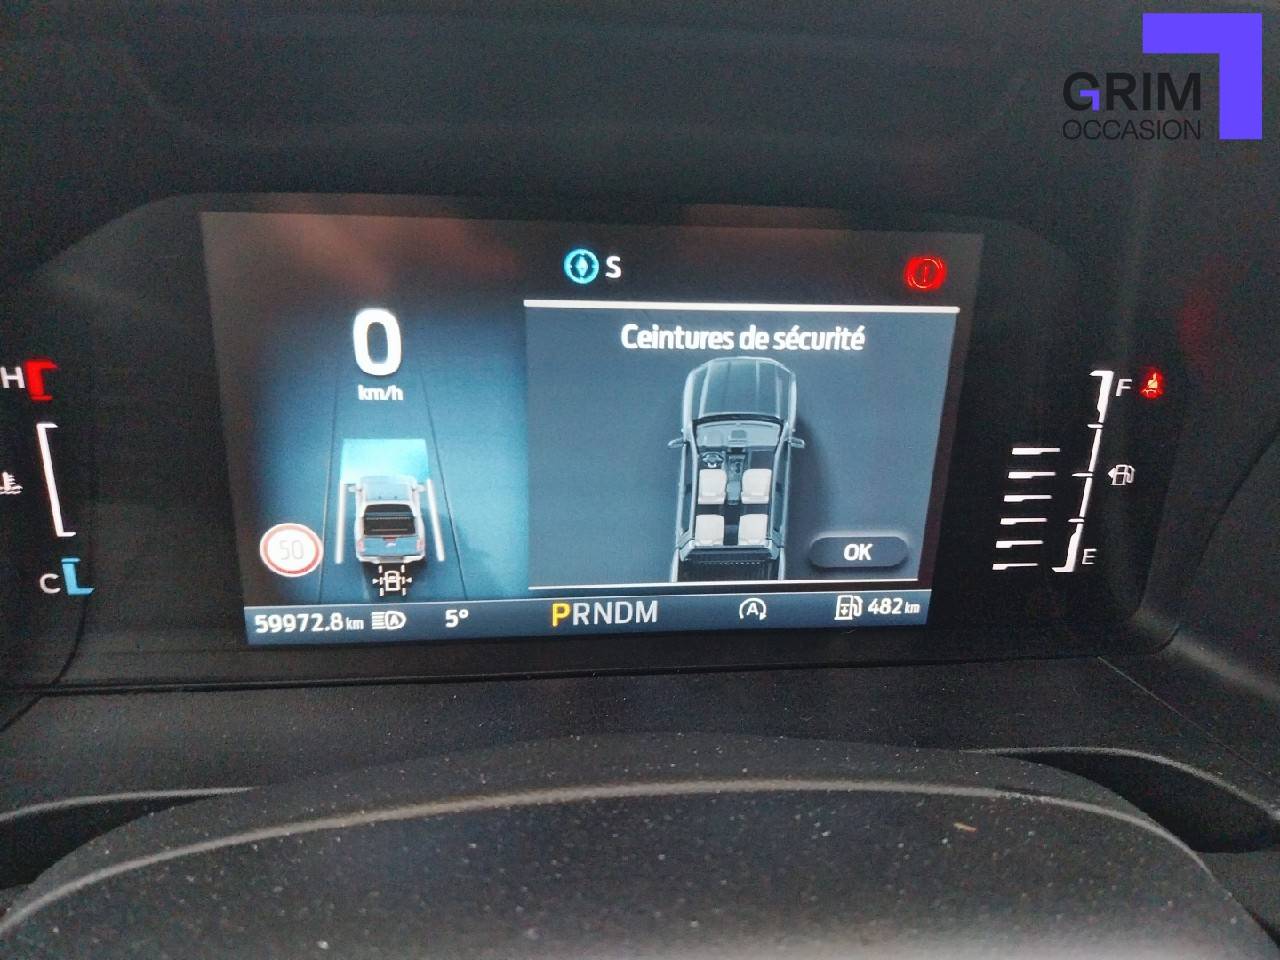 GRIM
OCCASION
S
0
km/h
Ceintures de sécurité
H
F
50
OK
C
E
59972.8 km
5°
PRNDM
A
482 km